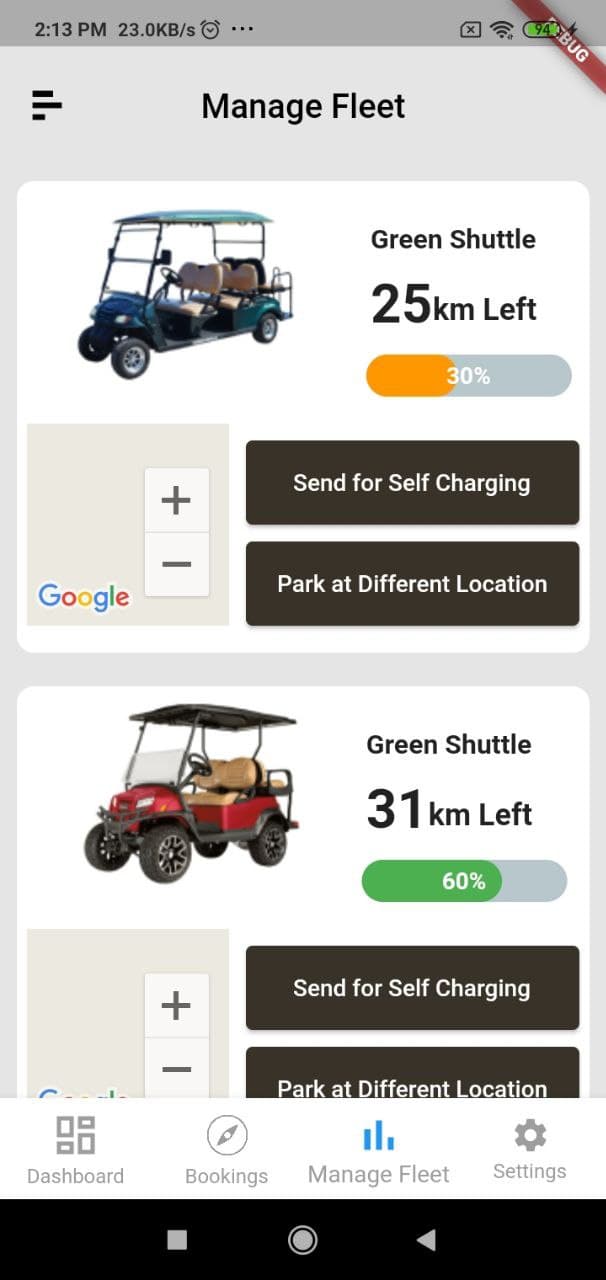 2:13 PM 23.0KB/s ...
94
DEBUG
Manage Fleet
Green Shuttle
25km Left
30%
Google
Send for Self Charging
Park at Different Location
Green Shuttle
31km Left
60%
Google
Send for Self Charging
Park at Different Location
Dashboard
Bookings
Manage Fleet
Settings